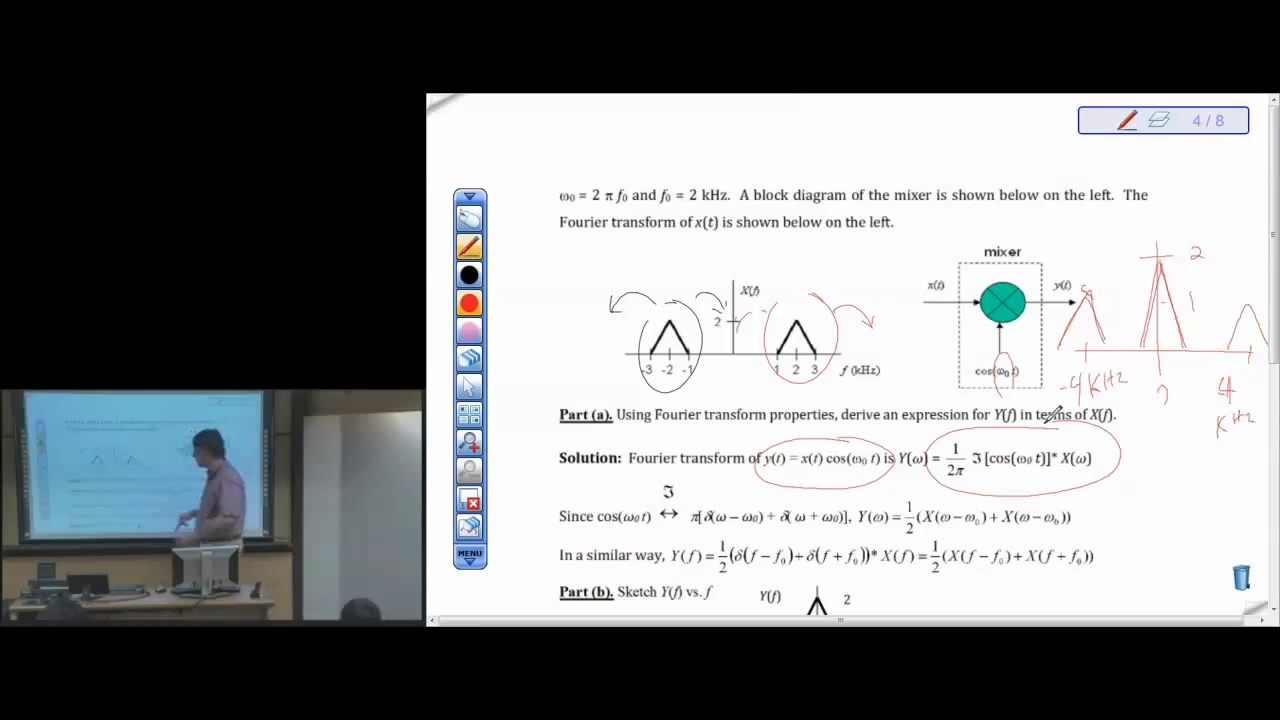 4 / 8
ω₀ = 2 π f₀ and f₀ = 2 kHz. A block diagram of the mixer is shown below on the left. The
Fourier transform of x(t) is shown below on the left.
X(f)
2
-3 -2 -1
1 2 3
f (kHz)
mixer
x(t)
y(t)
cos(ω₀ t)
2
1
-4 KHz
4
KHz
Part (a). Using Fourier transform properties, derive an expression for Y(f) in terms of X(f).
Solution: Fourier transform of y(t) = x(t) cos(ω₀ t) is Y(ω) = 1/2π ℑ [cos(ω₀ t)]* X(ω)
ℑ
Since cos(ω₀ t) ↔ π[ δ(ω − ω₀) + δ( ω + ω₀)], Y(ω) = 1/2 (X(ω − ω₀) + X(ω − ω₀))
In a similar way, Y(f) = 1/2 (δ(f − f₀) + δ(f + f₀))* X(f) = 1/2 (X(f − f₀) + X(f + f₀))
Part (b). Sketch Y(f) vs. f
Y(f)
2
MENU